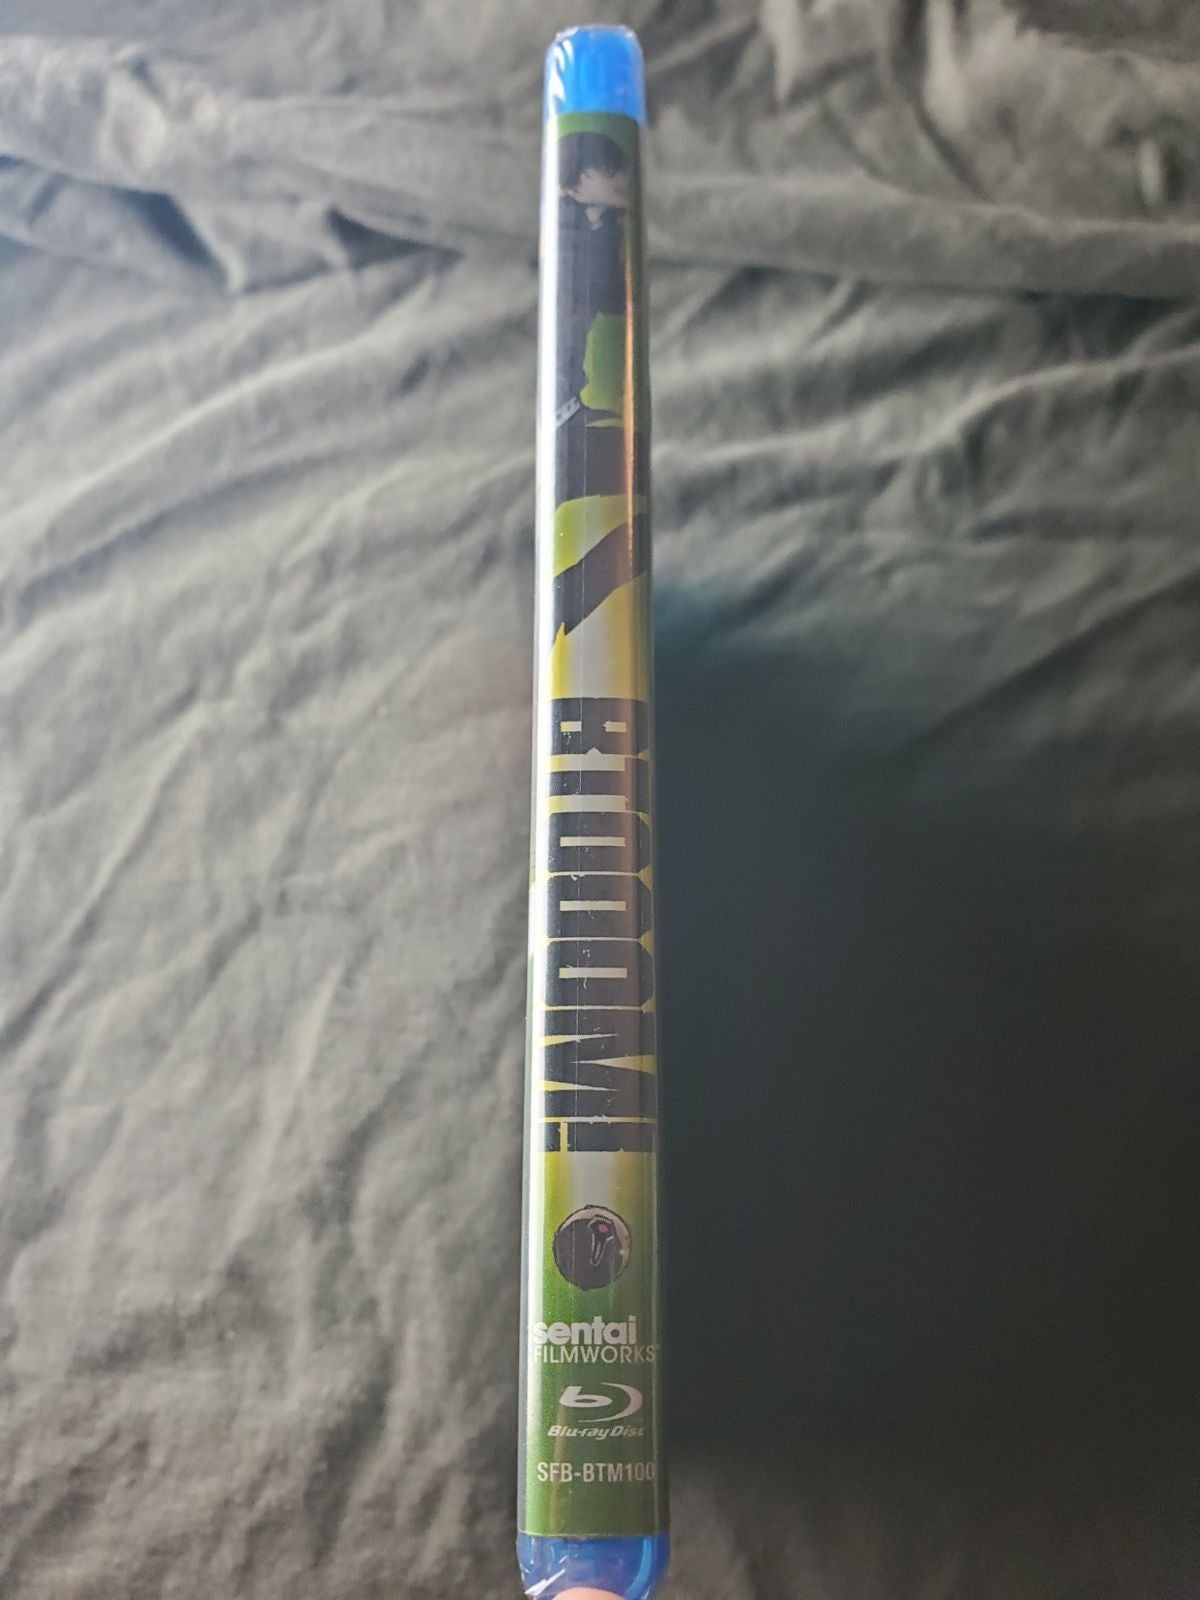 BTOOOM!
sentai
FILMWORKS
Blu-ray Disc
SFB-BTM100